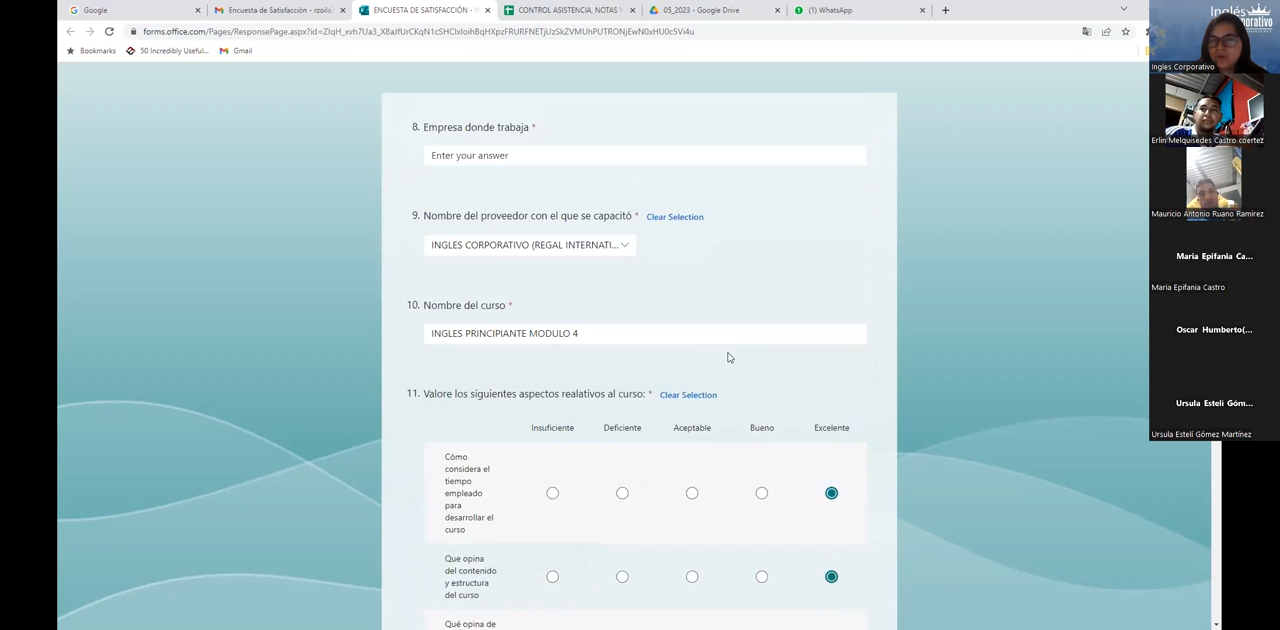 Google
Encuesta de Satisfacción - rzoila
ENCUESTA DE SATISFACCIÓN - IN
CONTROL ASISTENCIA, NOTAS Y
05_2023 - Google Drive
(1) WhatsApp
forms.office.com/Pages/ResponsePage.aspx?id=
Bookmarks
50 Incredibly Useful...
Gmail
8. Empresa donde trabaja *
Enter your answer
9. Nombre del proveedor con el que se capacitó * Clear Selection
INGLES CORPORATIVO (REGAL INTERNATI...
10. Nombre del curso *
INGLES PRINCIPIANTE MODULO 4
11. Valore los siguientes aspectos realativos al curso: * Clear Selection
Insuficiente Deficiente Aceptable Bueno Excelente
Cómo
considera el
tiempo
empleado
para
desarrollar el
curso
Que opina
del contenido
y estructura
del curso
Qué opina de
Inglés
Ingles Corporativo
Erlin Melquisedes Castro coertez
Mauricio Antonio Ruano Ramirez
Maria Epifania Ca...
Maria Epifania Castro
Oscar Humberto(...
Ursula Estelí Góm...
Ursula Estelí Gómez Martínez